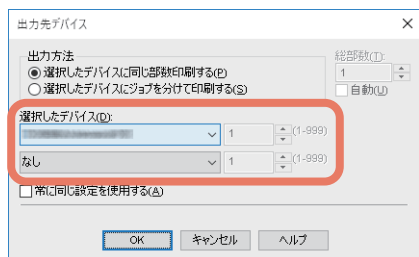 出力先デバイス
出力方法
選択したデバイスに同じ部数印刷する(P)
選択したデバイスにジョブを分けて印刷する(S)
総部数(T):
1
自動(U)
選択したデバイス(D):
1 (1-999)
なし 1 (1-999)
常に同じ設定を使用する(A)
OK キャンセル ヘルプ